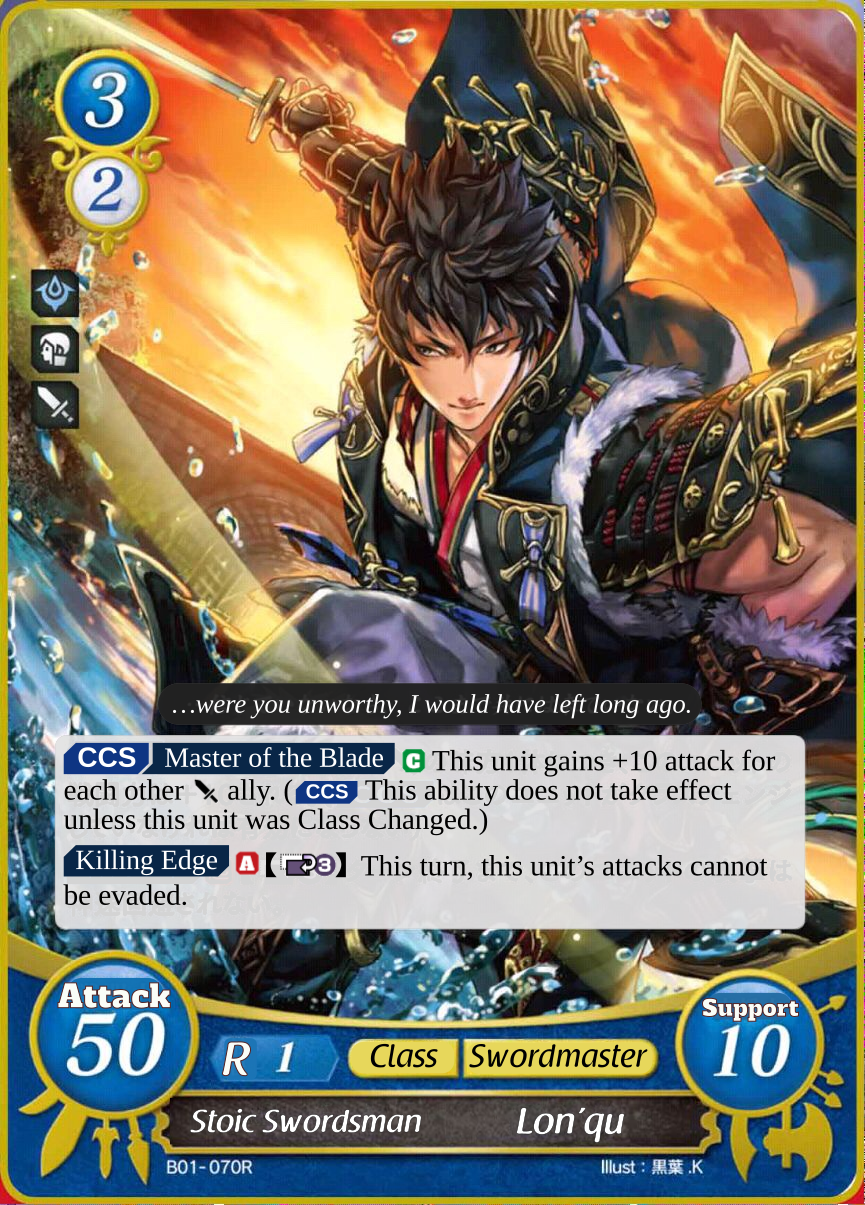 3
2
…were you unworthy, I would have left long ago.
CCS Master of the Blade C This unit gains +10 attack for
each other ally. (CCS This ability does not take effect
unless this unit was Class Changed.)
Killing Edge A【3】 This turn, this unit’s attacks cannot
be evaded.
Attack
50
R 1
Class Swordmaster
Support
10
Stoic Swordsman Lon'qu
B01-070R
Illust：黒葉.K